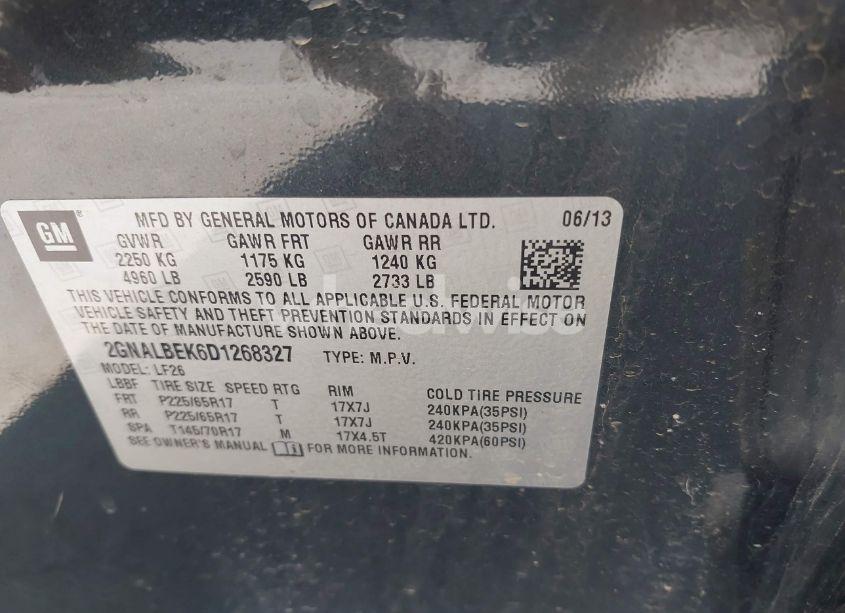 GM
MFD BY GENERAL MOTORS OF CANADA LTD. 06/13
GVWR GAWR FRT GAWR RR
2250 KG 1175 KG 1240 KG
4960 LB 2590 LB 2733 LB
THIS VEHICLE CONFORMS TO ALL APPLICABLE U.S. FEDERAL MOTOR
VEHICLE SAFETY AND THEFT PREVENTION STANDARDS IN EFFECT ON
THE DATE OF MANUFACTURE SHOWN ABOVE.
2GNALBEK6D1268327 TYPE: M.P.V.
MODEL: LF26
LBBF TIRE SIZE SPEED RTG RIM COLD TIRE PRESSURE
FRT P225/65R17 T 17X7J 240KPA(35PSI)
RR P225/65R17 T 17X7J 240KPA(35PSI)
SPA T145/70R17 M 17X4.5T 420KPA(60PSI)
SEE OWNER'S MANUAL FOR MORE INFORMATION.